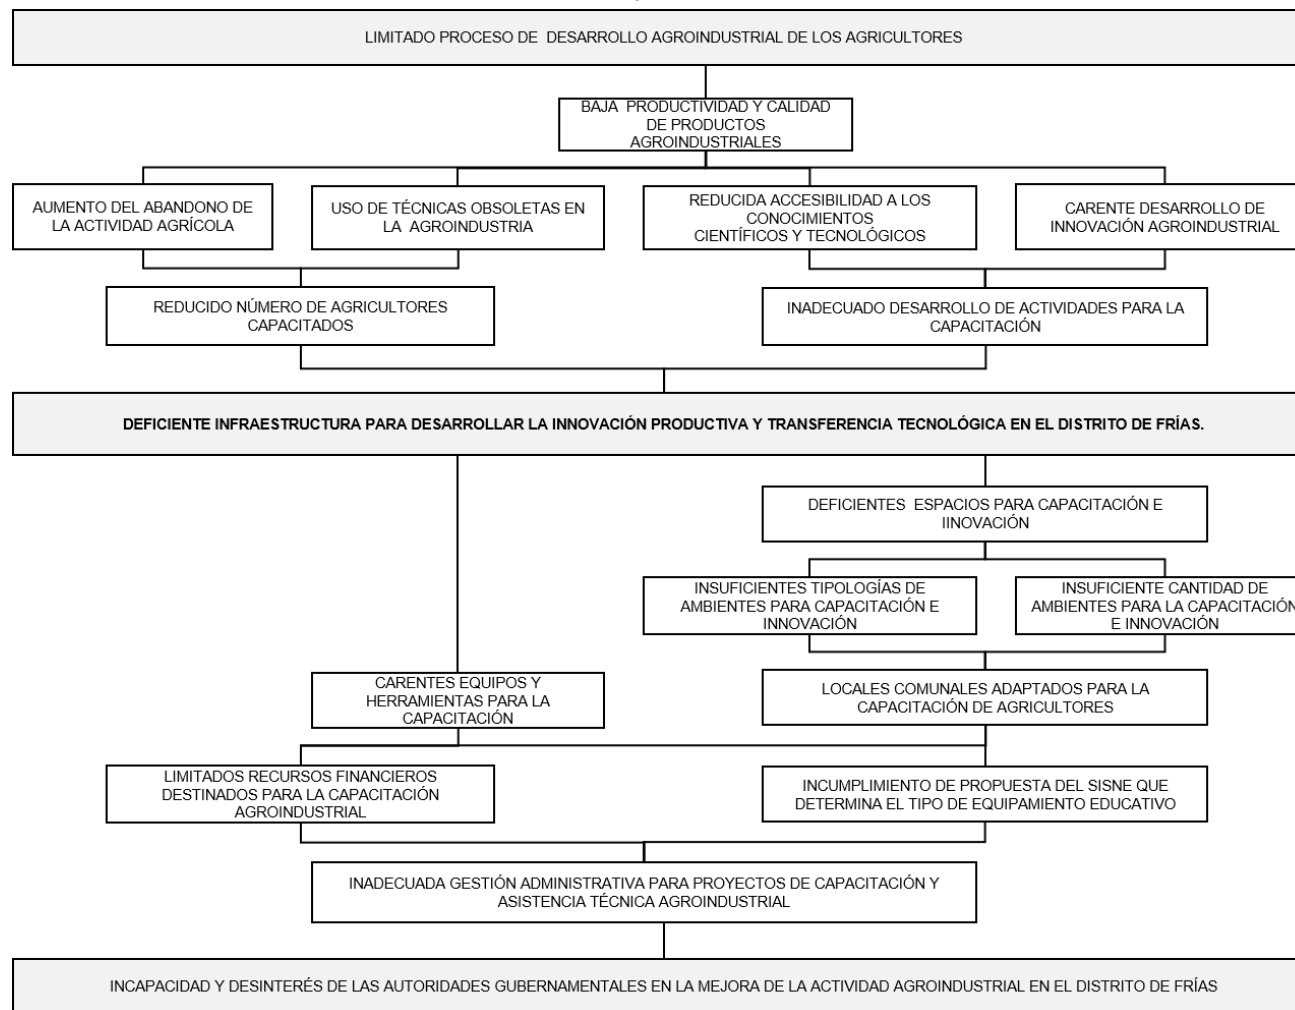 LIMITADO PROCESO DE DESARROLLO AGROINDUSTRIAL DE LOS AGRICULTORES
BAJA PRODUCTIVIDAD Y CALIDAD
DE PRODUCTOS
AGROINDUSTRIALES
AUMENTO DEL ABANDONO DE
LA ACTIVIDAD AGRÍCOLA
USO DE TÉCNICAS OBSOLETAS EN
LA AGROINDUSTRIA
REDUCIDA ACCESIBILIDAD A LOS
CONOCIMIENTOS
CIENTÍFICOS Y TECNOLÓGICOS
CARENTE DESARROLLO DE
INNOVACIÓN AGROINDUSTRIAL
REDUCIDO NÚMERO DE AGRICULTORES
CAPACITADOS
INADECUADO DESARROLLO DE ACTIVIDADES PARA LA
CAPACITACIÓN
DEFICIENTE INFRAESTRUCTURA PARA DESARROLLAR LA INNOVACIÓN PRODUCTIVA Y TRANSFERENCIA TECNOLÓGICA EN EL DISTRITO DE FRÍAS.
DEFICIENTES ESPACIOS PARA CAPACITACIÓN E
IINOVACIÓN
INSUFICIENTES TIPOLOGÍAS DE
AMBIENTES PARA CAPACITACIÓN E
INNOVACIÓN
INSUFICIENTE CANTIDAD DE
AMBIENTES PARA LA CAPACITACIÓN
E INNOVACIÓN
CARENTES EQUIPOS Y
HERRAMIENTAS PARA LA
CAPACITACIÓN
LOCALES COMUNALES ADAPTADOS PARA LA
CAPACITACIÓN DE AGRICULTORES
LIMITADOS RECURSOS FINANCIEROS
DESTINADOS PARA LA CAPACITACIÓN
AGROINDUSTRIAL
INCUMPLIMIENTO DE PROPUESTA DEL SISNE QUE
DETERMINA EL TIPO DE EQUIPAMIENTO EDUCATIVO
INADECUADA GESTIÓN ADMINISTRATIVA PARA PROYECTOS DE CAPACITACIÓN Y
ASISTENCIA TÉCNICA AGROINDUSTRIAL
INCAPACIDAD Y DESINTERÉS DE LAS AUTORIDADES GUBERNAMENTALES EN LA MEJORA DE LA ACTIVIDAD AGROINDUSTRIAL EN EL DISTRITO DE FRÍAS